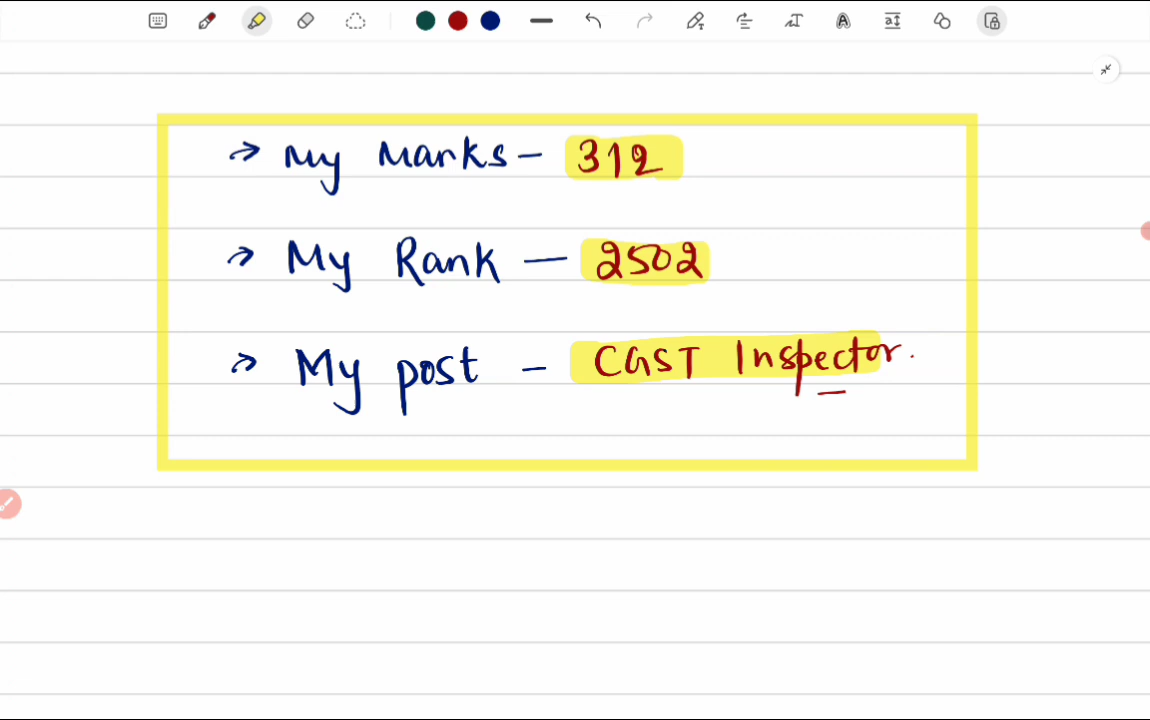 → My Marks - 312
→ My Rank - 2502
→ My post - CGST Inspector.